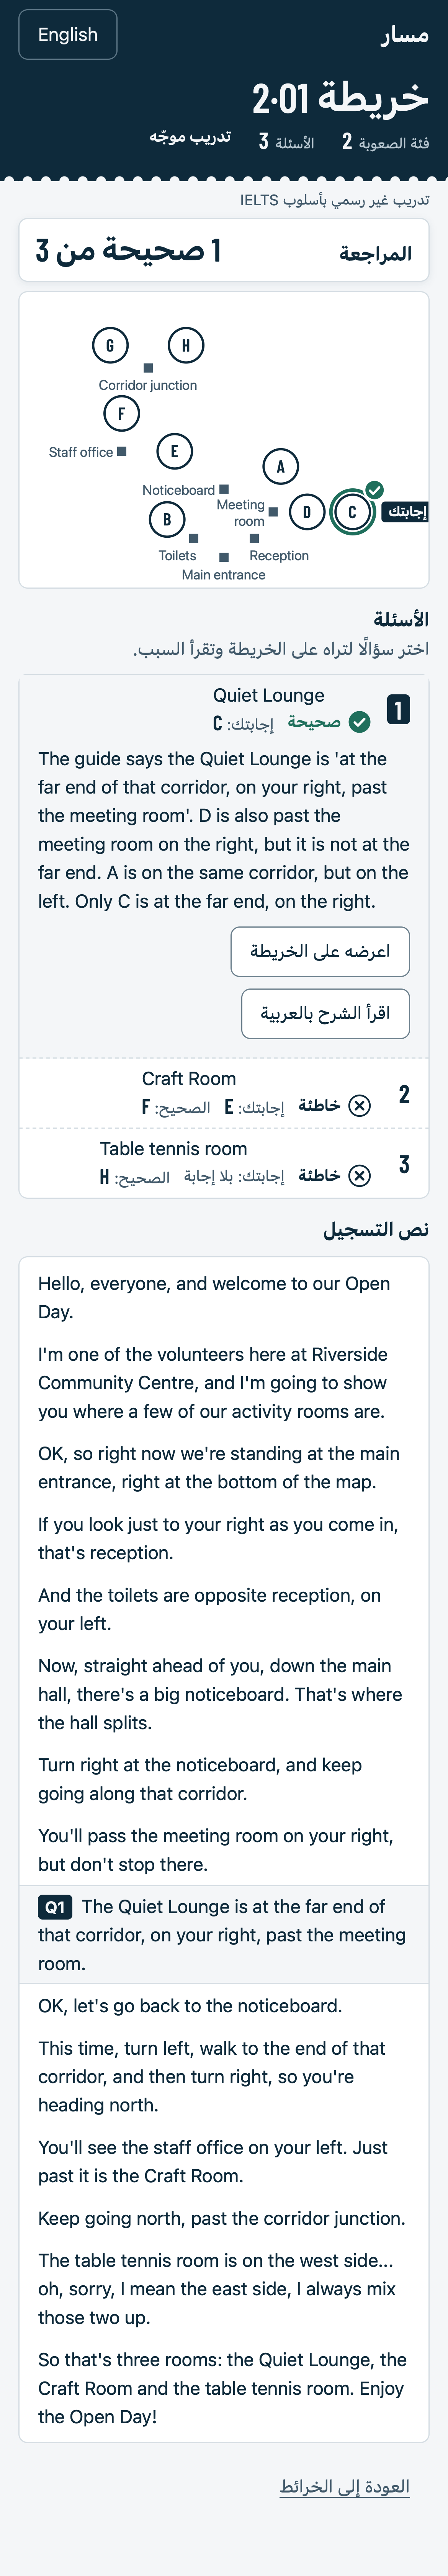 مسار
English
خريطة 2·01
فئة الصعوبة 2 الأسئلة 3 تدريب موجّه
تدريب غير رسمي بأسلوب IELTS
المراجعة
1 صحيحة من 3
G
H
Corridor junction
F
Staff office
E
A
Noticeboard
Meeting
room
B
D
C
إجابتك
Toilets
Reception
Main entrance
الأسئلة
اختر سؤالًا لتراه على الخريطة وتقرأ السبب.
1
Quiet Lounge
صحيحة إجابتك: C
The guide says the Quiet Lounge is 'at the
far end of that corridor, on your right, past
the meeting room'. D is also past the
meeting room on the right, but it is not at the
far end. A is on the same corridor, but on the
left. Only C is at the far end, on the right.
اعرضه على الخريطة
اقرأ الشرح بالعربية
2
Craft Room
خاطئة إجابتك: E الصحيح: F
3
Table tennis room
خاطئة إجابتك: بلا إجابة الصحيح: H
نص التسجيل
Hello, everyone, and welcome to our Open
Day.
I'm one of the volunteers here at Riverside
Community Centre, and I'm going to show
you where a few of our activity rooms are.
OK, so right now we're standing at the main
entrance, right at the bottom of the map.
If you look just to your right as you come in,
that's reception.
And the toilets are opposite reception, on
your left.
Now, straight ahead of you, down the main
hall, there's a big noticeboard. That's where
the hall splits.
Turn right at the noticeboard, and keep
going along that corridor.
You'll pass the meeting room on your right,
but don't stop there.
Q1 The Quiet Lounge is at the far end of
that corridor, on your right, past the meeting
room.
OK, let's go back to the noticeboard.
This time, turn left, walk to the end of that
corridor, and then turn right, so you're
heading north.
You'll see the staff office on your left. Just
past it is the Craft Room.
Keep going north, past the corridor junction.
The table tennis room is on the west side...
oh, sorry, I mean the east side, I always mix
those two up.
So that's three rooms: the Quiet Lounge, the
Craft Room and the table tennis room. Enjoy
the Open Day!
العودة إلى الخرائط